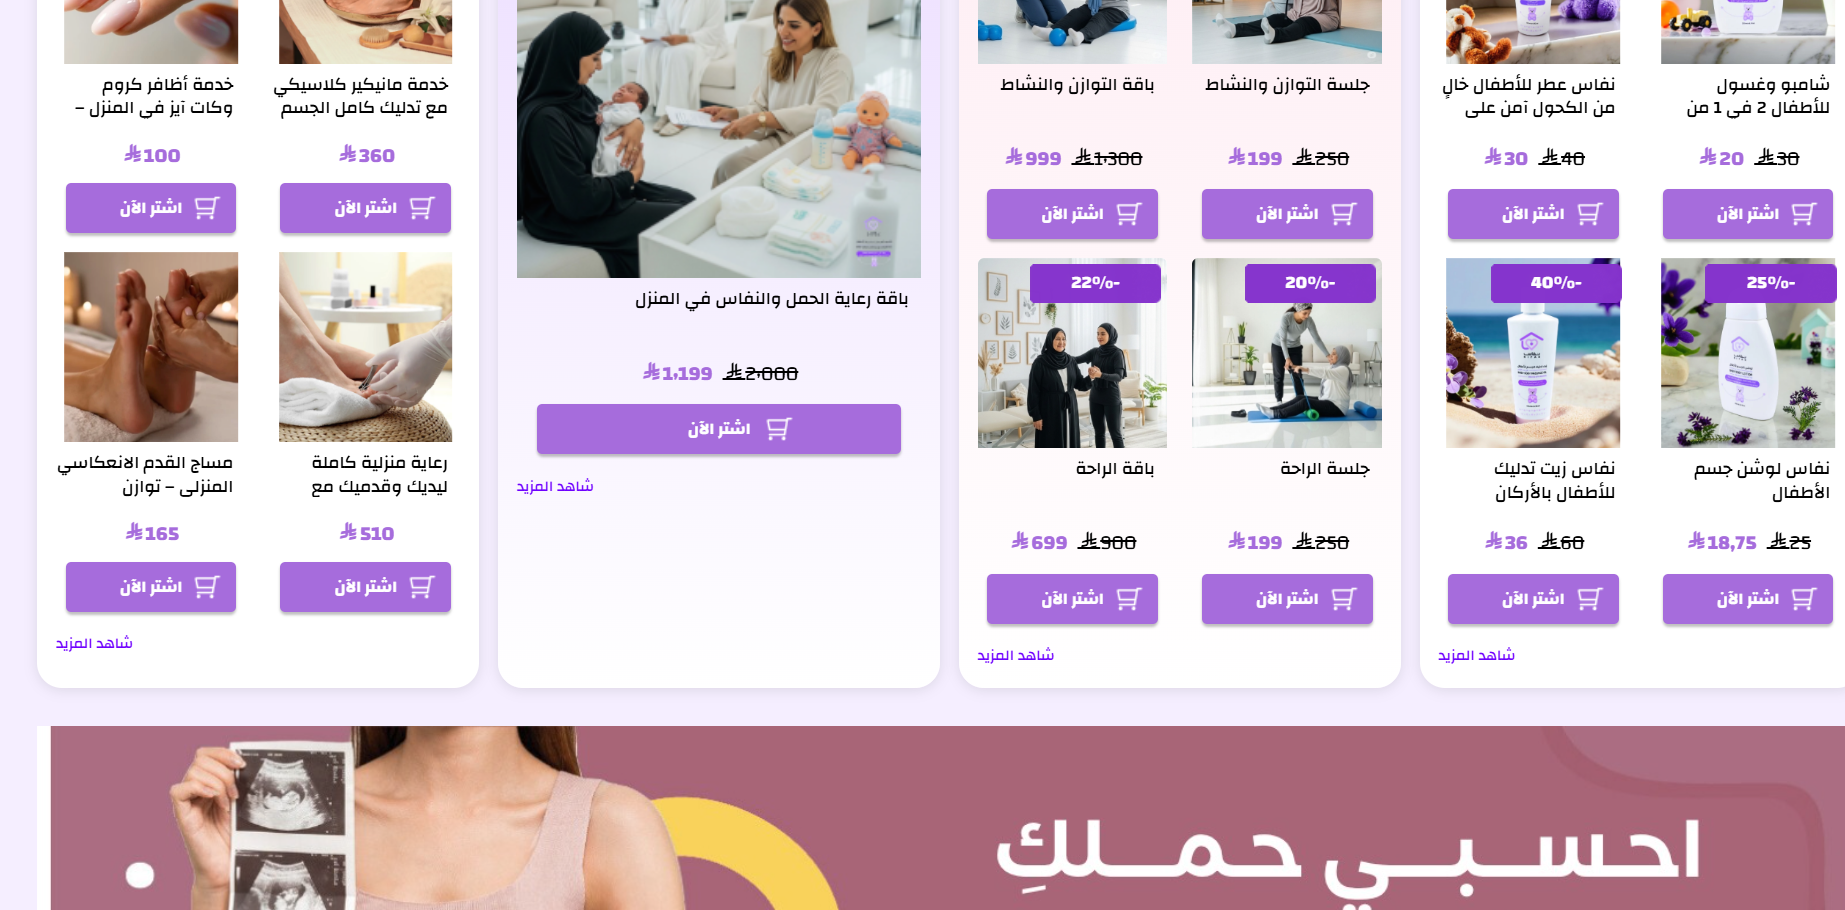 شامبو وغسول
للأطفال 2 في 1 من
30 20
اشتر الآن
نفاس عطر للأطفال خالٍ
من الكحول آمن على
40 30
اشتر الآن
-25%
نفاس لوشن جسم
الأطفال
25 18,75
اشتر الآن
-40%
نفاس زيت تدليك
للأطفال بالأركان
60 36
اشتر الآن
شاهد المزيد
جلسة التوازن والنشاط
250 199
اشتر الآن
باقة التوازن والنشاط
1,300 999
اشتر الآن
-20%
جلسة الراحة
250 199
اشتر الآن
-22%
باقة الراحة
900 699
اشتر الآن
شاهد المزيد
باقة رعاية الحمل والنفاس في المنزل
2,000 1,199
اشتر الآن
شاهد المزيد
خدمة مانيكير كلاسيكي
مع تدليك كامل الجسم
360
اشتر الآن
خدمة أظافر كروم
وكات آيز في المنزل –
100
اشتر الآن
رعاية منزلية كاملة
ليديك وقدميك مع
510
اشتر الآن
مساج القدم الانعكاسي
المنزلي – توازن
165
اشتر الآن
شاهد المزيد
احسبي حملكِ